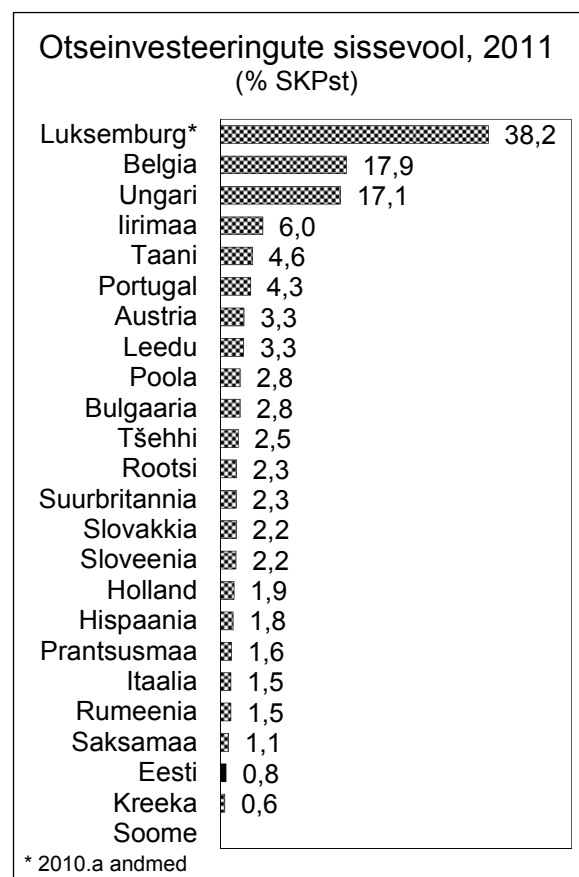 Otseinvesteeringute sissevool, 2011
(% SKPst)
Luksemburg* 38,2
Belgia 17,9
Ungari 17,1
Iirimaa 6,0
Taani 4,6
Portugal 4,3
Austria 3,3
Leedu 3,3
Poola 2,8
Bulgaaria 2,8
Tšehhi 2,5
Rootsi 2,3
Suurbritannia 2,3
Slovakkia 2,2
Sloveenia 2,2
Holland 1,9
Hispaania 1,8
Prantsusmaa 1,6
Itaalia 1,5
Rumeenia 1,5
Saksamaa 1,1
Eesti 0,8
Kreeka 0,6
Soome
* 2010.a andmed